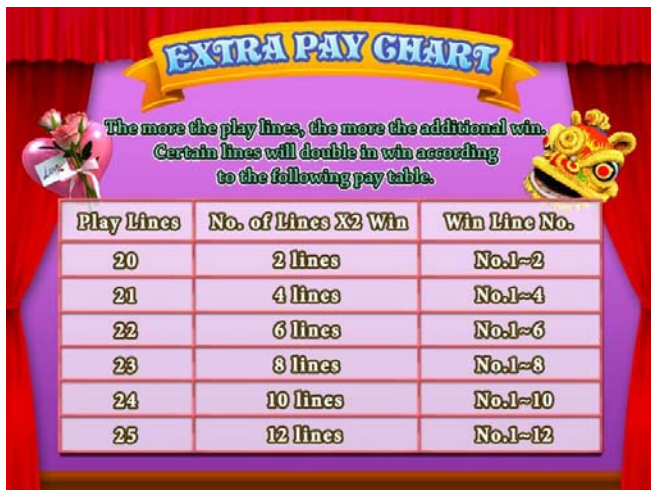 EXTRA PAY CHART
The more the play lines, the more the additional win.
Certain lines will double in win according
to the following pay table.
Play Lines No. of Lines X2 Win Win Line No.
20 2 lines No.1~2
21 4 lines No.1~4
22 6 lines No.1~6
23 8 lines No.1~8
24 10 lines No.1~10
25 12 lines No.1~12
Love